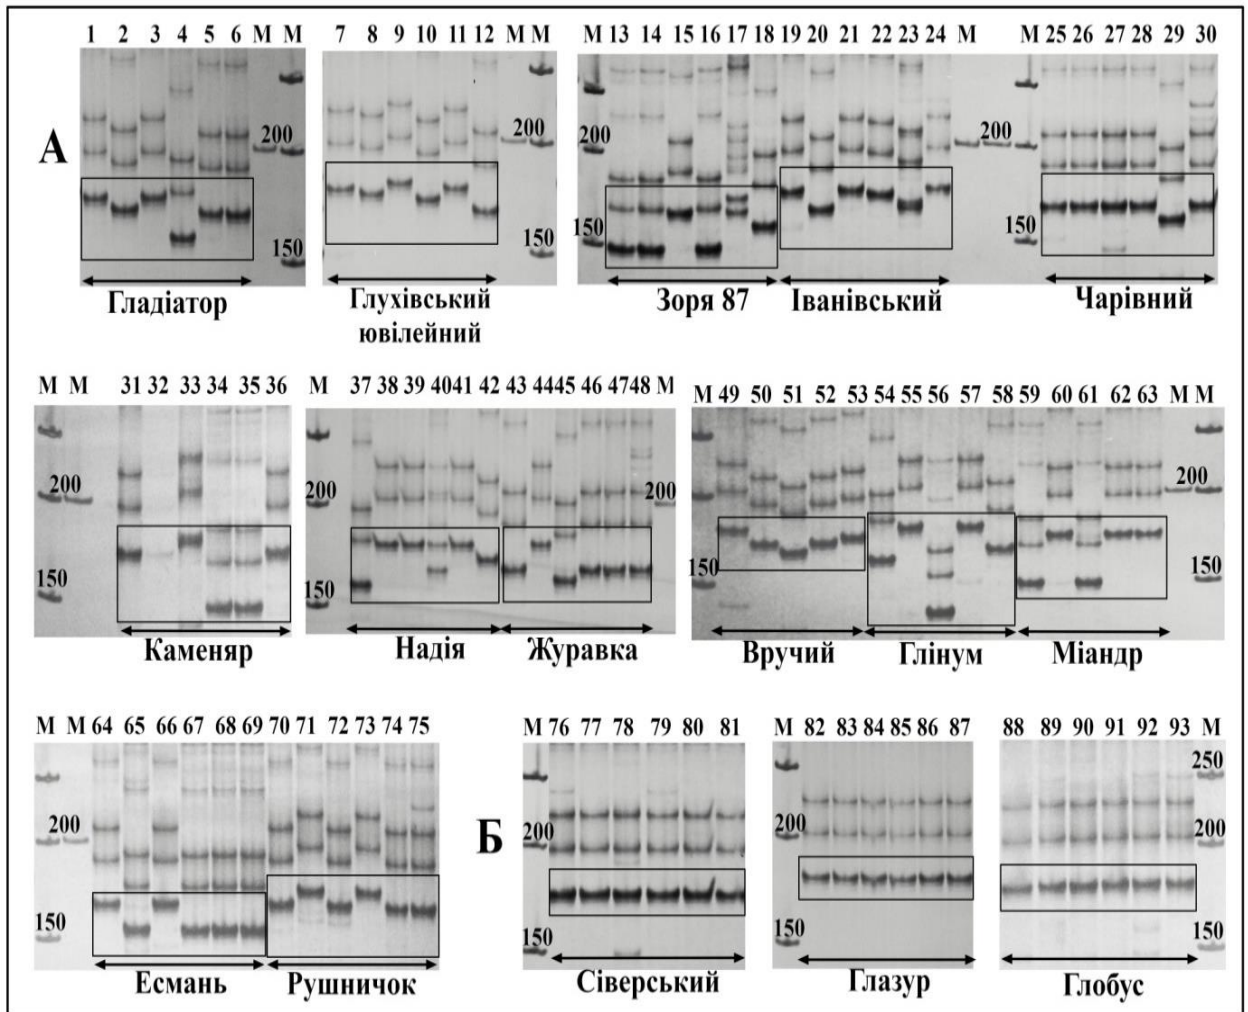 1 2 3 4 5 6 M M
7 8 9 10 11 12 M M
M 13 14 15 16 17 18 19 20 21 22 23 24 M
M 25 26 27 28 29 30
А
200
150
200
150
200
150
200
150
Гладіатор
Глухівський
ювілейний
Зоря 87
Іванівський
Чарівний
M M 31 32 33 34 35 36
M 37 38 39 40 41 42 43 44 45 46 47 48 M
M 49 50 51 52 53 54 55 56 57 58 59 60 61 62 63 M M
200
150
200
150
200
150
200
150
Каменяр
Надія
Журавка
Вручий
Глінум
Міандр
M M 64 65 66 67 68 69 70 71 72 73 74 75
M 76 77 78 79 80 81
M 82 83 84 85 86 87
88 89 90 91 92 93 M
200
150
Б
200
150
200
150
250
200
150
Есмань
Рушничок
Сіверський
Глазур
Глобус